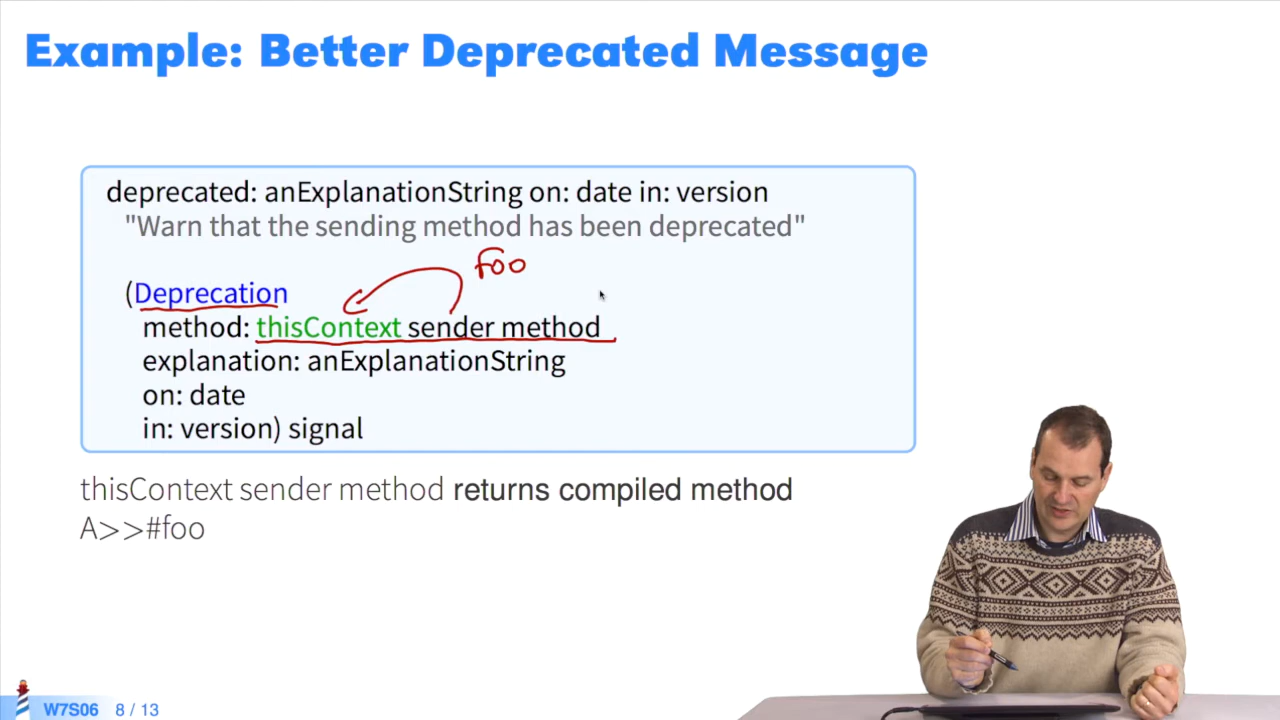 Example: Better Deprecated Message
deprecated: anExplanationString on: date in: version
"Warn that the sending method has been deprecated"
foo
(Deprecation
method: thisContext sender method
explanation: anExplanationString
on: date
in: version) signal
thisContext sender method returns compiled method
A>>#foo
W7S06 8 / 13